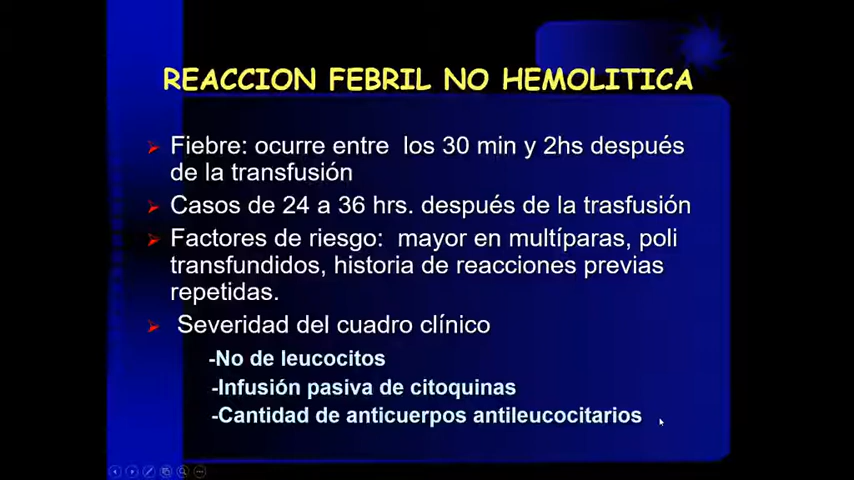 REACCION FEBRIL NO HEMOLITICA
Fiebre: ocurre entre los 30 min y 2hs después
de la transfusión
Casos de 24 a 36 hrs. después de la trasfusión
Factores de riesgo: mayor en multíparas, poli
transfundidos, historia de reacciones previas
repetidas.
Severidad del cuadro clínico
-No de leucocitos
-Infusión pasiva de citoquinas
-Cantidad de anticuerpos antileucocitarios